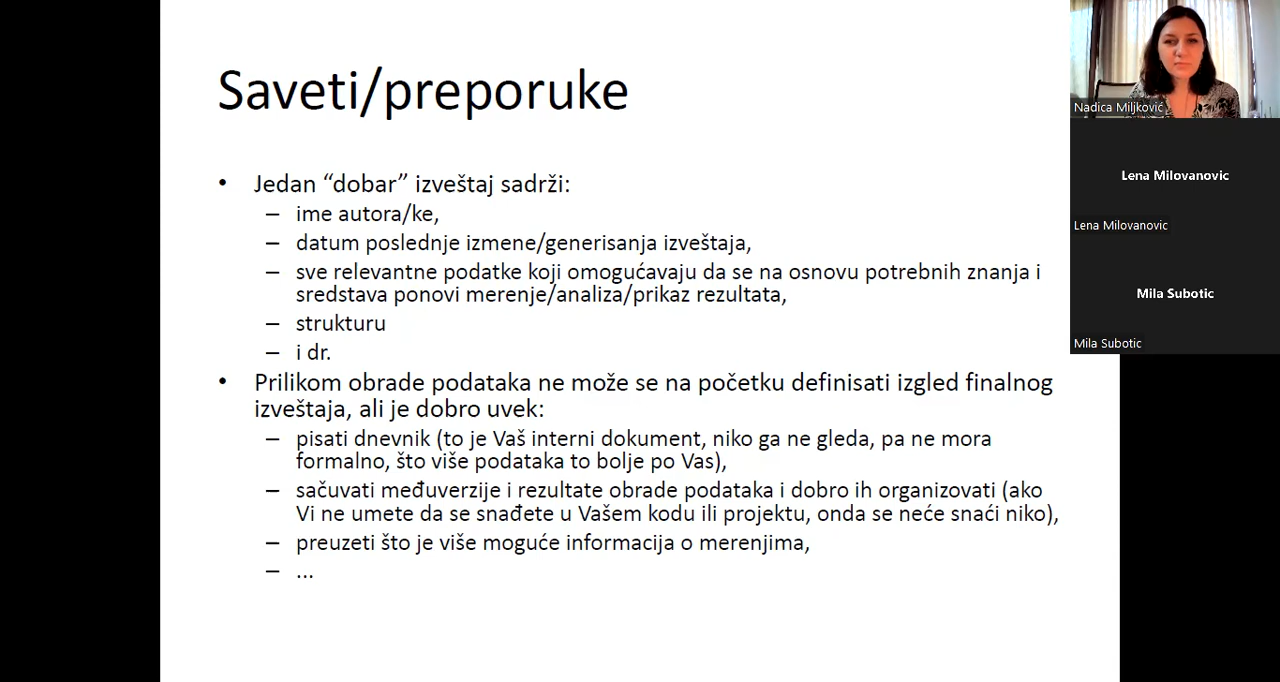 Saveti/preporuke
• Jedan “dobar” izveštaj sadrži:
– ime autora/ke,
– datum poslednje izmene/generisanja izveštaja,
– sve relevantne podatke koji omogućavaju da se na osnovu potrebnih znanja i
sredstava ponovi merenje/analiza/prikaz rezultata,
– strukturu
– i dr.
• Prilikom obrade podataka ne može se na početku definisati izgled finalnog
izveštaja, ali je dobro uvek:
– pisati dnevnik (to je Vaš interni dokument, niko ga ne gleda, pa ne mora
formalno, što više podataka to bolje po Vas),
– sačuvati međuverzije i rezultate obrade podataka i dobro ih organizovati (ako
Vi ne umete da se snađete u Vašem kodu ili projektu, onda se neće snaći niko),
– preuzeti što je više moguće informacija o merenjima,
– ...
Nadica Miljković
Lena Milovanovic
Lena Milovanovic
Mila Subotic
Mila Subotic